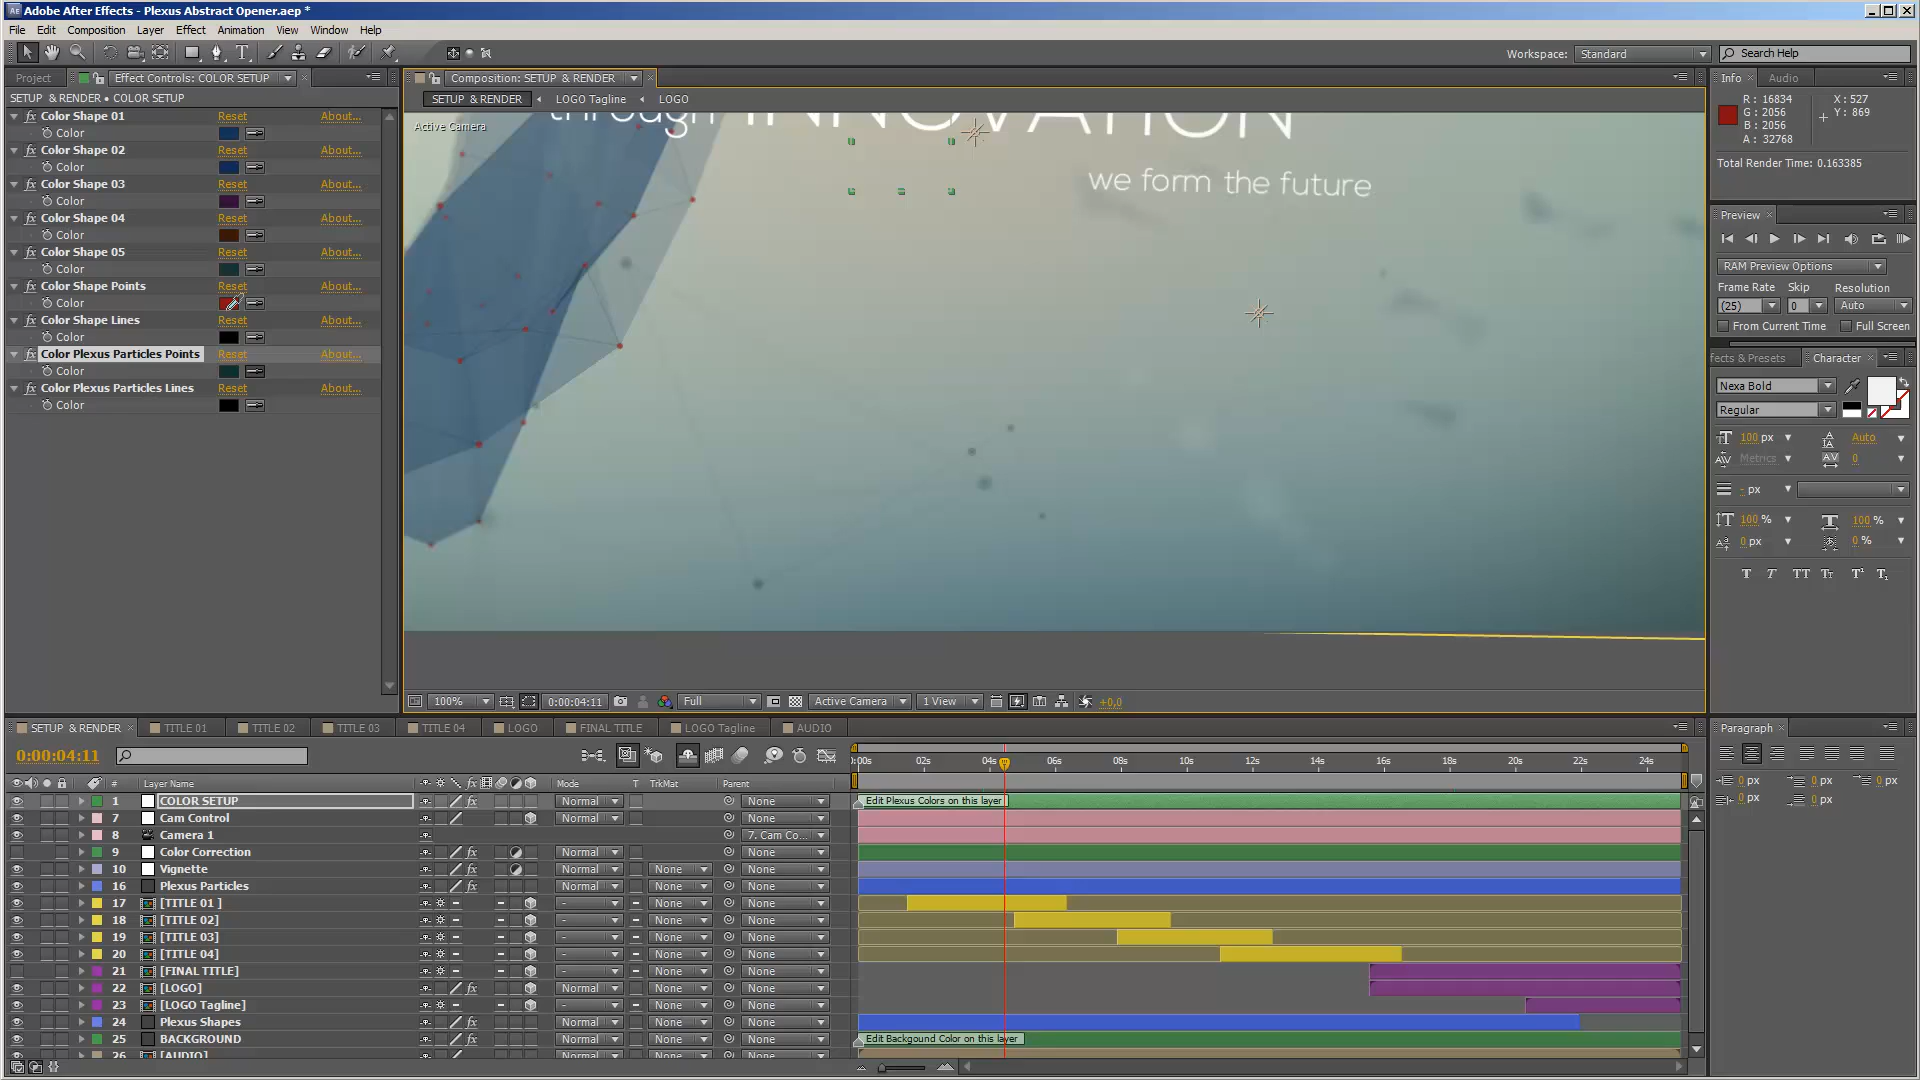 Adobe After Effects - Plexus Abstract Opener.aep *
File Edit Composition Layer Effect Animation View Window Help
Workspace: Standard Search Help
Project Effect Controls: COLOR SETUP
SETUP & RENDER • COLOR SETUP
Color Shape 01 Reset About...
Color
Color Shape 02 Reset About...
Color
Color Shape 03 Reset About...
Color
Color Shape 04 Reset About...
Color
Color Shape 05 Reset About...
Color
Color Shape Points Reset About...
Color
Color Shape Lines Reset About...
Color
Color Plexus Particles Points Reset About...
Color
Color Plexus Particles Lines Reset About...
Color
Composition: SETUP & RENDER
SETUP & RENDER LOGO Tagline LOGO
Active Camera
through INNOVATION
we form the future
100% 0:00:04:11 Full Active Camera 1 View +0,0
Info Audio
R : 16834 X : 527
G : 2056 Y : 869
B : 2056
A : 32768
Total Render Time: 0.163385
Preview
RAM Preview Options
Frame Rate Skip Resolution
(25) 0 Auto
From Current Time Full Screen
ffects & Presets Character
Nexa Bold
Regular
100 px Auto
Metrics 0
- px
100 % 100 %
0 px 0 %
T T TT Tr T¹ T₁
Paragraph
0 px 0 px 0 px
0 px 0 px
SETUP & RENDER TITLE 01 TITLE 02 TITLE 03 TITLE 04 LOGO FINAL TITLE LOGO Tagline AUDIO
0:00:04:11
0:00s 02s 04s 06s 08s 10s 12s 14s 16s 18s 20s 22s 24s
# Layer Name Mode T TrkMat Parent
1 COLOR SETUP Normal None Edit Plexus Colors on this layer
7 Cam Control Normal None
8 Camera 1 7. Cam Co...
9 Color Correction Normal None
10 Vignette Normal None None
16 Plexus Particles Normal None None
17 [TITLE 01 ] - None None
18 [TITLE 02] - None None
19 [TITLE 03] - None None
20 [TITLE 04] - None None
21 [FINAL TITLE] - None None
22 [LOGO] Normal None None
23 [LOGO Tagline] - None None
24 Plexus Shapes Normal None None
25 BACKGROUND Normal None None Edit Backgound Color on this layer
26 [AUDIO]